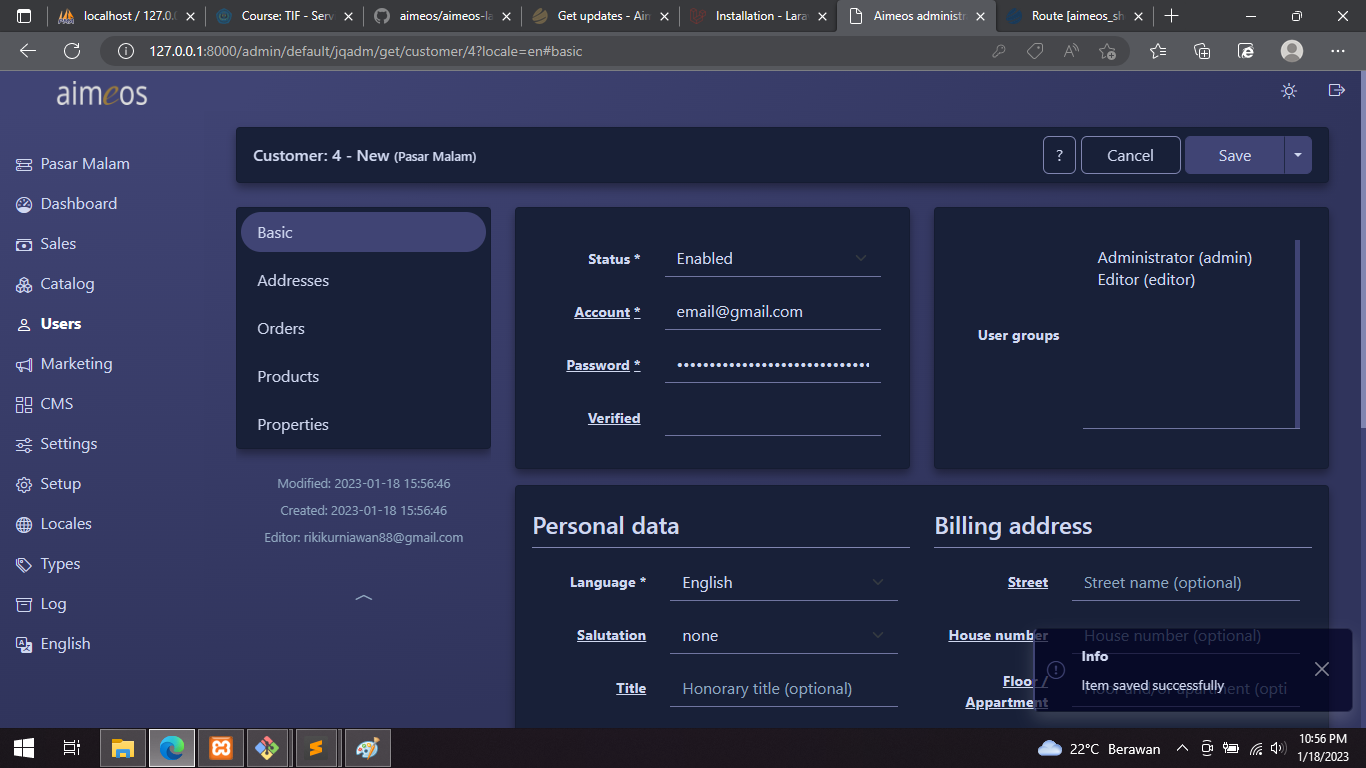 localhost / 127.0.0
Course: TIF - Serv
aimeos/aimeos-la
Get updates - Aim
Installation - Lara
Aimeos administr
Route [aimeos_sh
127.0.0.1:8000/admin/default/jqadm/get/customer/4?locale=en#basic
aimeos
Customer: 4 - New (Pasar Malam)
?
Cancel
Save
Pasar Malam
Dashboard
Sales
Catalog
Users
Marketing
CMS
Settings
Setup
Locales
Types
Log
English
Basic
Addresses
Orders
Products
Properties
Modified: 2023-01-18 15:56:46
Created: 2023-01-18 15:56:46
Editor: rikikurniawan88@gmail.com
Status * Enabled
Account * email@gmail.com
Password *
Verified
User groups
Administrator (admin)
Editor (editor)
Personal data
Language * English
Salutation none
Title Honorary title (optional)
Billing address
Street Street name (optional)
House number House number (optional)
Floor /
Appartment
Floor and/or apartment (opti
Info
Item saved successfully
22°C Berawan
10:56 PM
1/18/2023